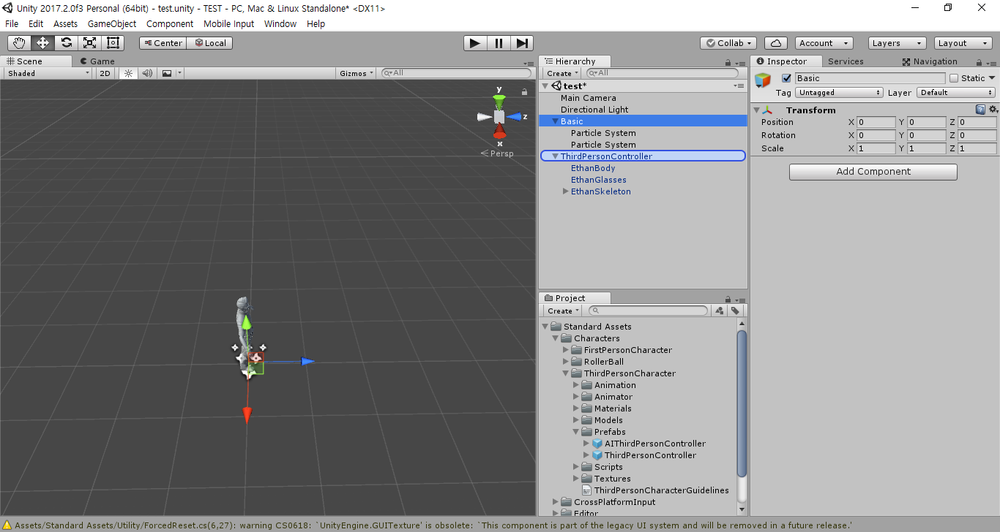 Unity 2017.2.0f3 Personal (64bit) - test.unity - TEST - PC, Mac & Linux Standalone* <DX11>
File Edit Assets GameObject Component Mobile Input Window Help
Center Local Collab Account Layers Layout
Scene Game
Shaded 2D Gizmos All
y
z
x
Persp
Hierarchy
Create All
test*
Main Camera
Directional Light
Basic
Particle System
Particle System
ThirdPersonController
EthanBody
EthanGlasses
EthanSkeleton
Project
Create
Standard Assets
Characters
FirstPersonCharacter
RollerBall
ThirdPersonCharacter
Animation
Animator
Materials
Models
Prefabs
AIThirdPersonController
ThirdPersonController
Scripts
Textures
ThirdPersonCharacterGuidelines
CrossPlatformInput
Editor
Inspector Services Navigation
Basic Static
Tag Untagged Layer Default
Transform
Position X 0 Y 0 Z 0
Rotation X 0 Y 0 Z 0
Scale X 1 Y 1 Z 1
Add Component
Assets/Standard Assets/Utility/ForcedReset.cs(6,27): warning CS0618: `UnityEngine.GUITexture' is obsolete: `This component is part of the legacy UI system and will be removed in a future release.'